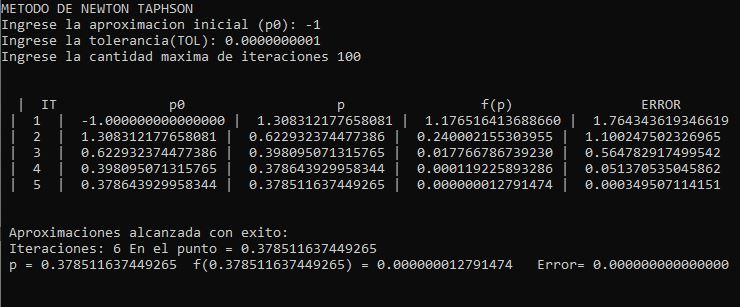 METODO DE NEWTON TAPHSON
Ingrese la aproximacion inicial (p0): -1
Ingrese la tolerancia(TOL): 0.0000000001
Ingrese la cantidad maxima de iteraciones 100
| IT p0 p f(p) ERROR
| 1 | -1.000000000000000 | 1.308312177658081 | 1.176516413688660 | 1.764343619346619
| 2 | 1.308312177658081 | 0.622932374477386 | 0.240002155303955 | 1.100247502326965
| 3 | 0.622932374477386 | 0.398095071315765 | 0.017766786739230 | 0.564782917499542
| 4 | 0.398095071315765 | 0.378643929958344 | 0.000119225893286 | 0.051370535045862
| 5 | 0.378643929958344 | 0.378511637449265 | 0.000000012791474 | 0.000349507114151
Aproximaciones alcanzada con exito:
Iteraciones: 6 En el punto = 0.378511637449265
p = 0.378511637449265 f(0.378511637449265) = 0.000000012791474 Error= 0.000000000000000